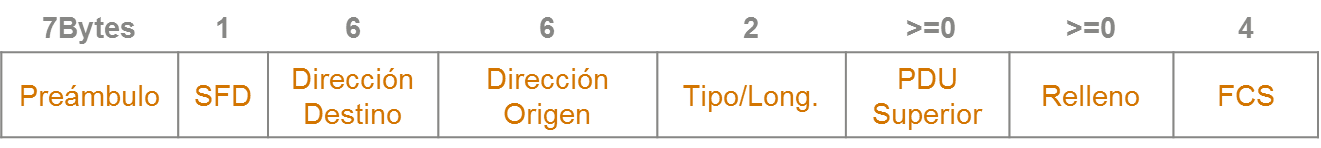 7Bytes 1 6 6 2 >=0 >=0 4
Preámbulo SFD Dirección Destino Dirección Origen Tipo/Long. PDU Superior Relleno FCS